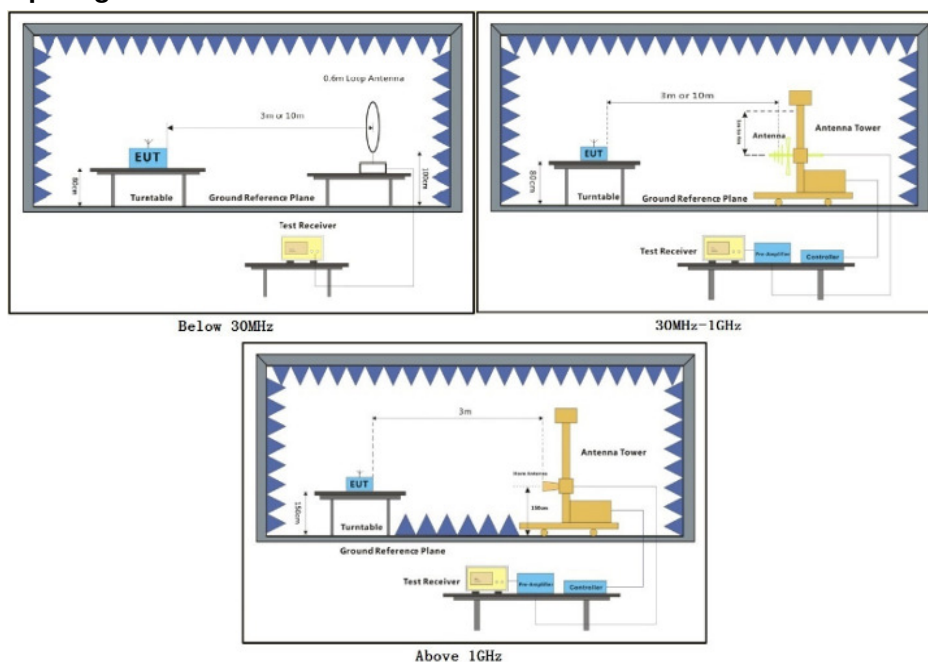 0.6m Loop Antenna
3m or 10m
EUT
80cm
100cm
Turntable
Ground Reference Plane
Test Receiver
Below 30MHz
3m or 10m
Antenna
Antenna Tower
EUT
80cm
Turntable
Ground Reference Plane
Test Receiver
Pre-Amplifier
Controller
30MHz-1GHz
3m
Horn Antenna
Antenna Tower
EUT
150cm
150cm
Turntable
Ground Reference Plane
Test Receiver
Pre-Amplifier
Controller
Above 1GHz